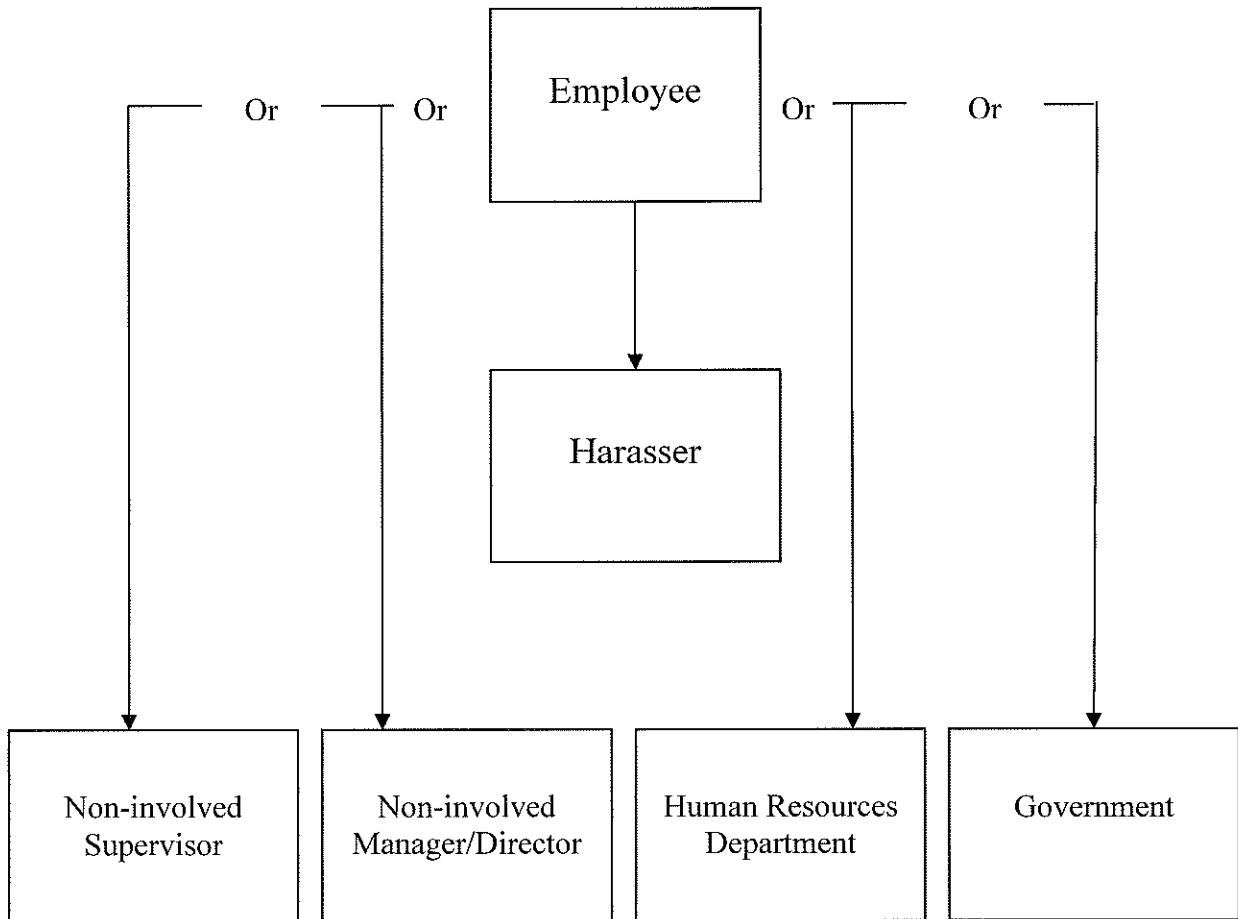 Employee
Or
Or
Or
Or
Harasser
Non-involved
Supervisor
Non-involved
Manager/Director
Human Resources
Department
Government